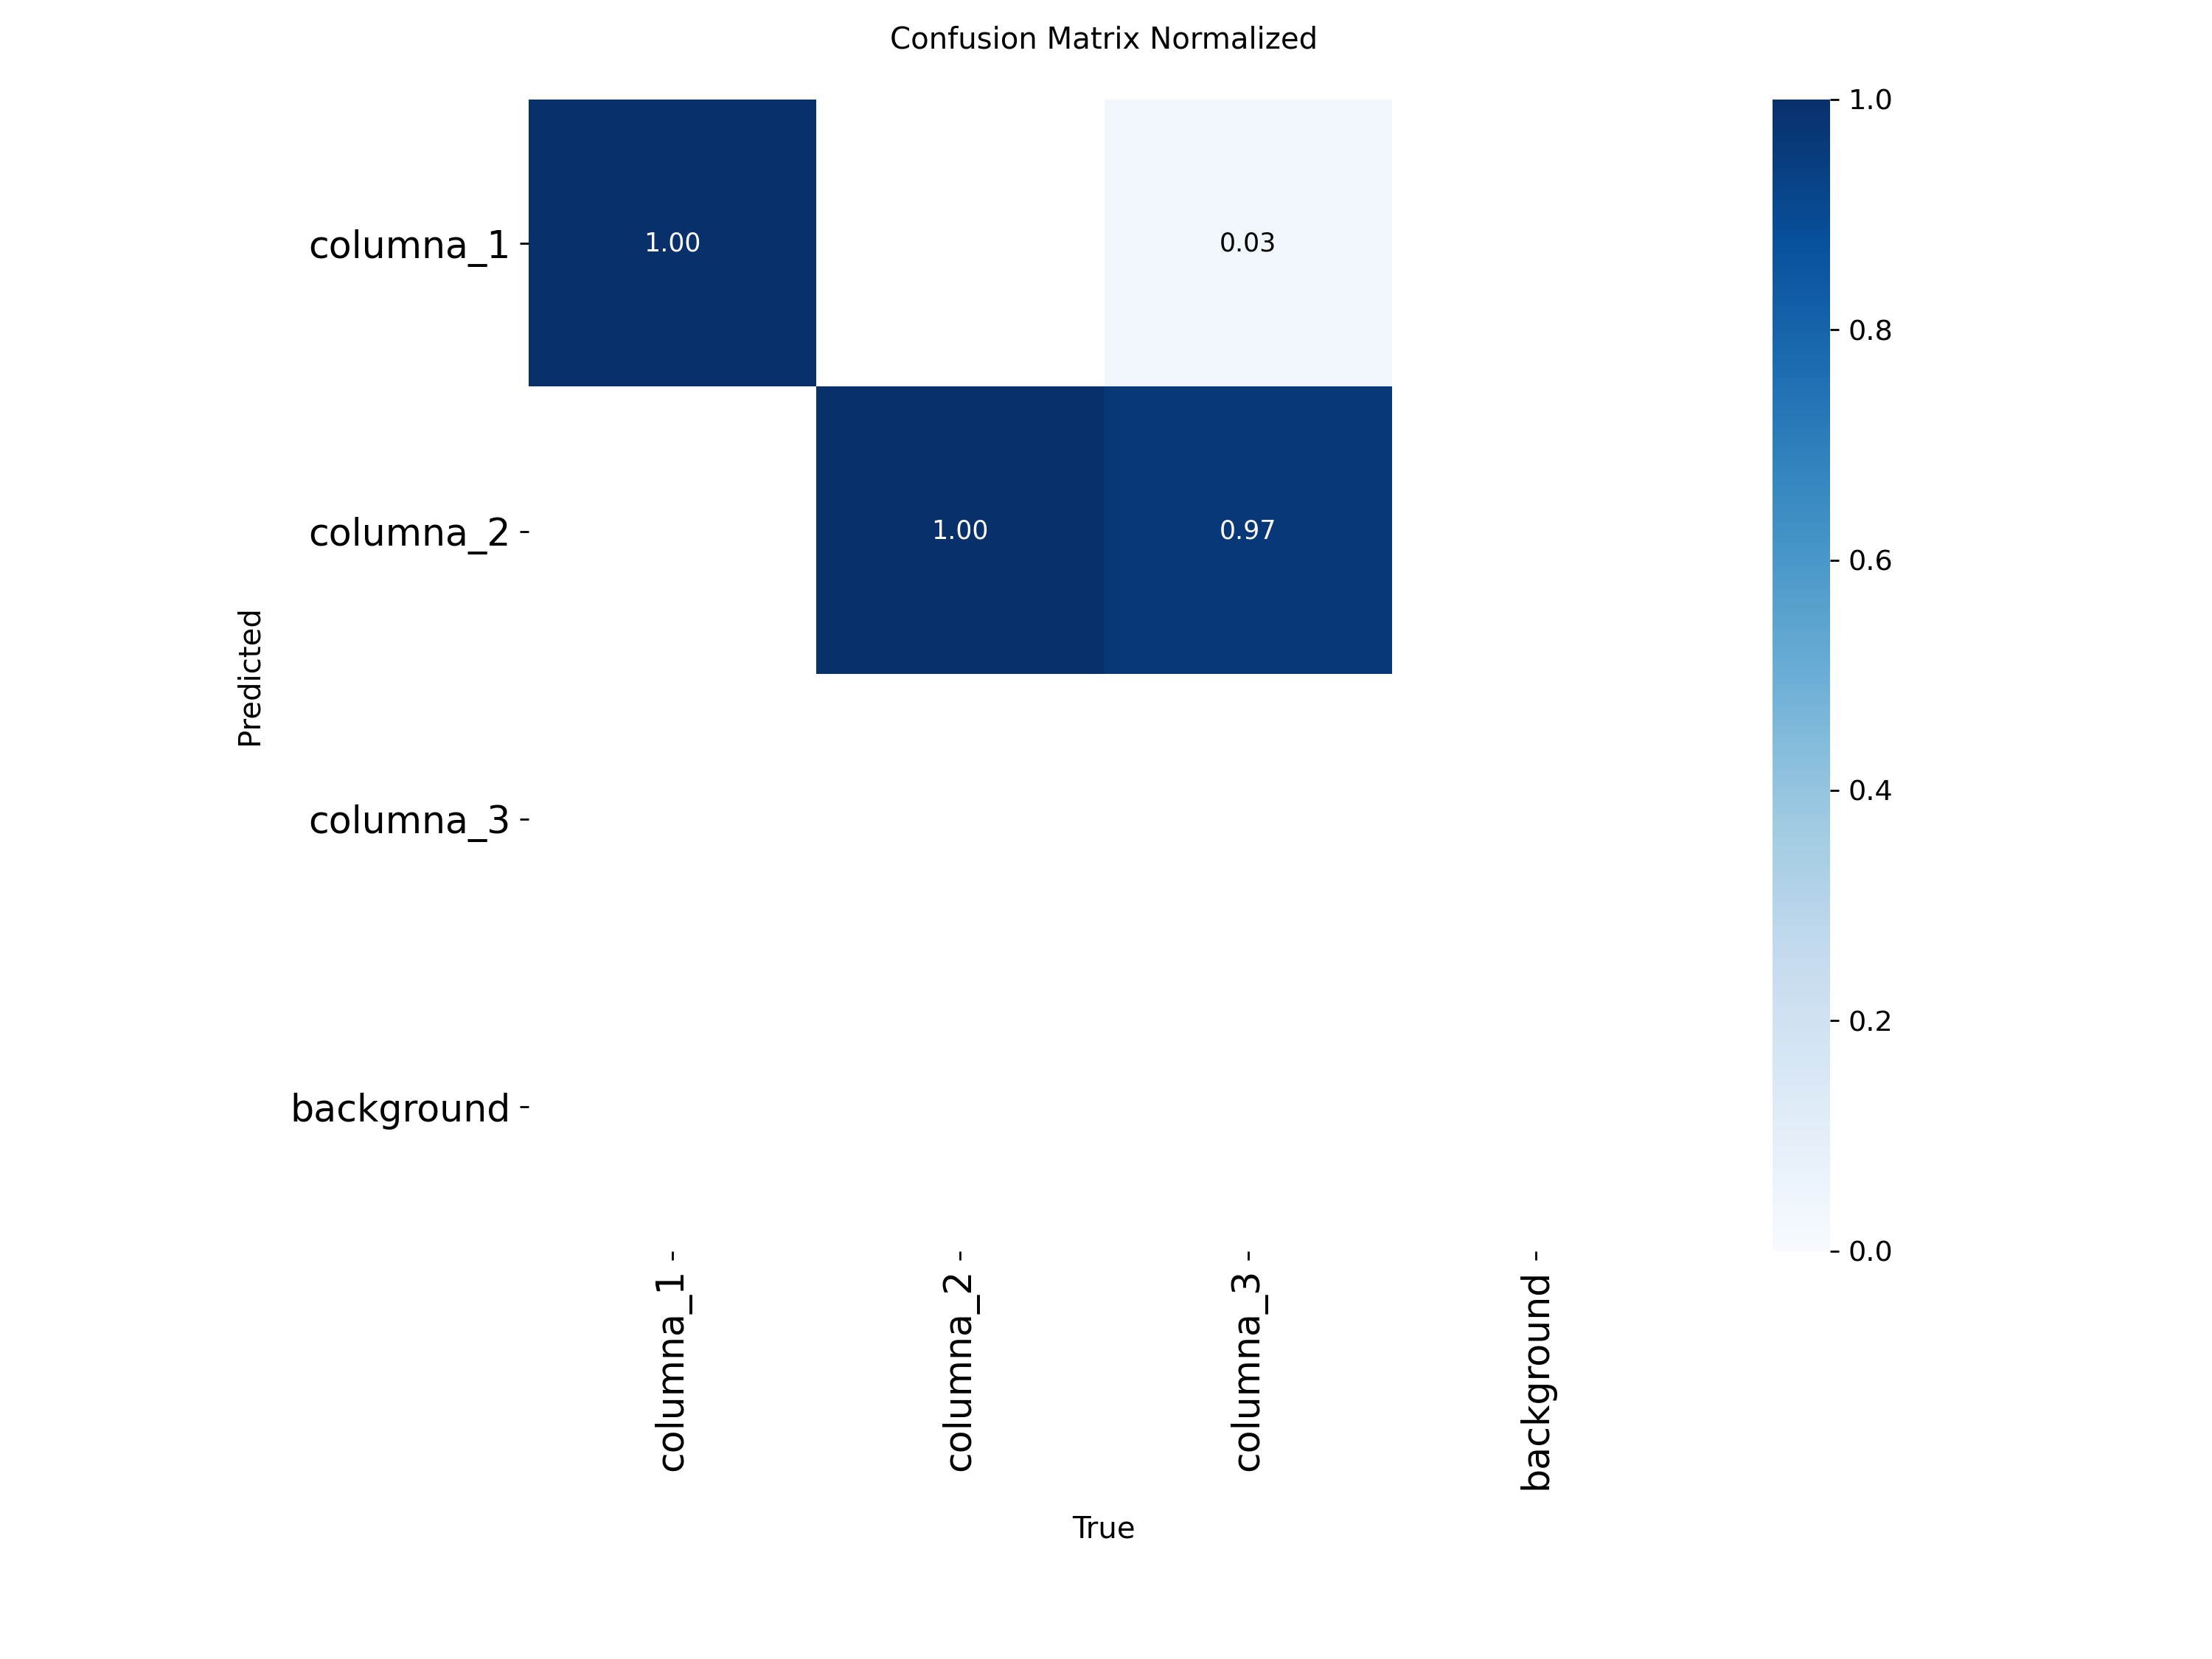 Confusion Matrix Normalized
columna_1
1.00
0.03
columna_2
1.00
0.97
columna_3
background
Predicted
columna_1
columna_2
columna_3
background
True
1.0
0.8
0.6
0.4
0.2
0.0